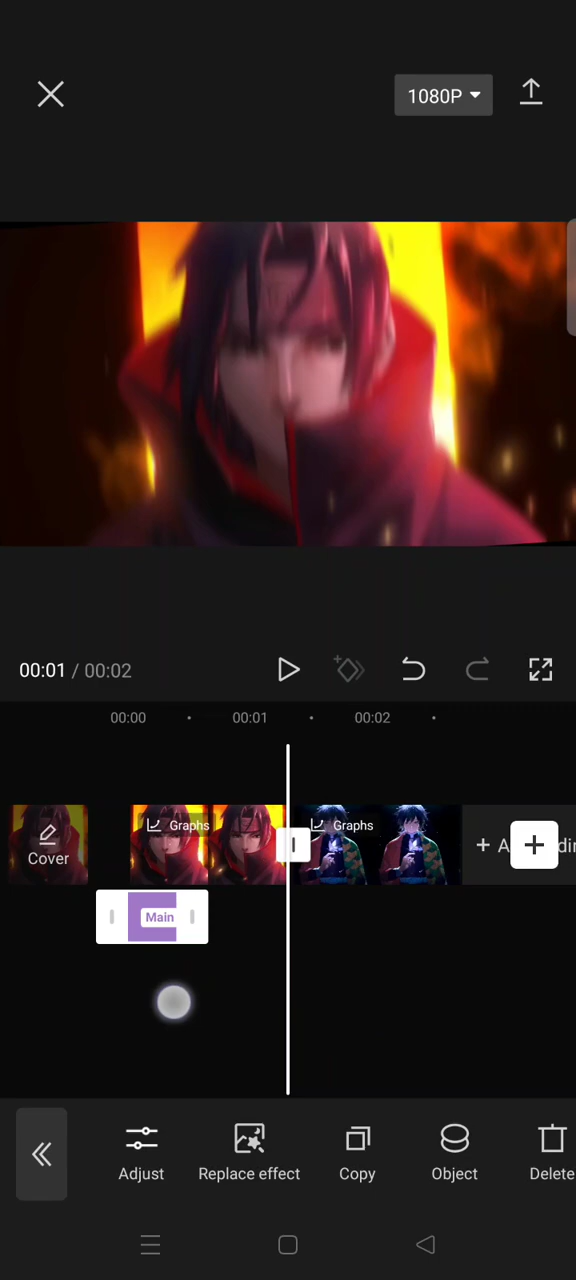 1080P
00:01 / 00:02
00:00
00:01
00:02
Cover
Graphs
Graphs
+ A
Main
Adjust
Replace effect
Copy
Object
Delete